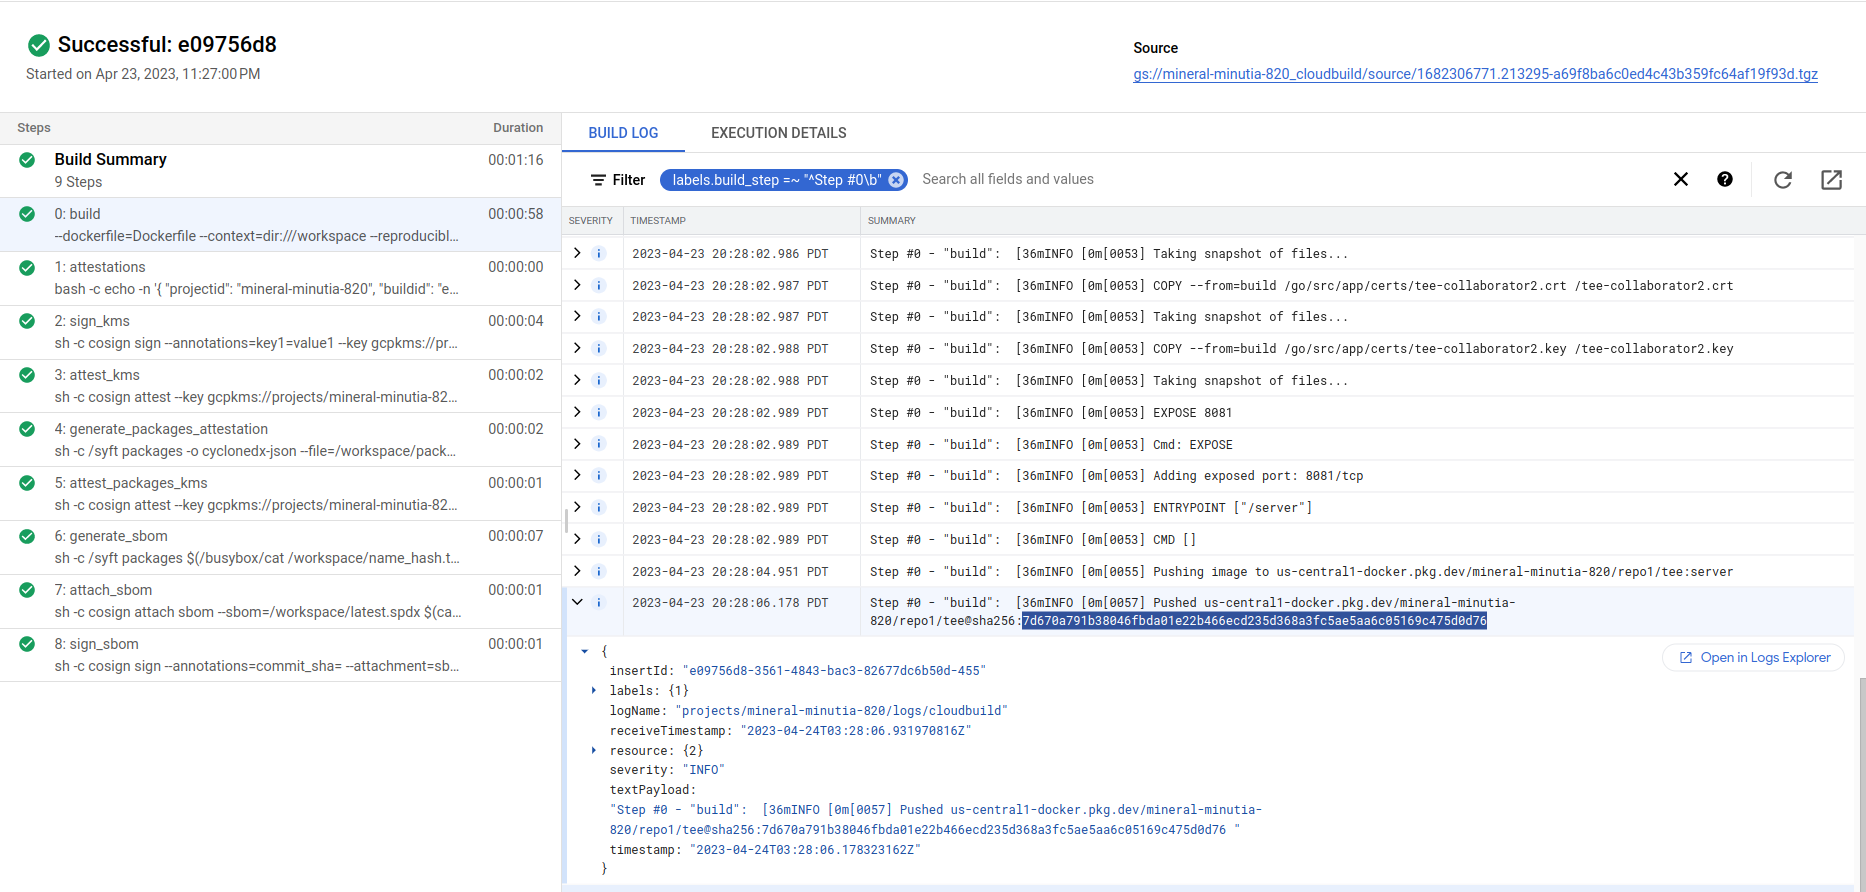 Successful: e09756d8
Started on Apr 23, 2023, 11:27:00 PM
Source
gs://mineral-minutia-820_cloudbuild/source/1682306771.213295-a69f8ba6c0ed4c43b359fc64af19f93d.tgz
Steps Duration
Build Summary 00:01:16
9 Steps
0: build 00:00:58
--dockerfile=Dockerfile --context=dir:///workspace --reproducibl...
1: attestations 00:00:00
bash -c echo -n '{ "projectid": "mineral-minutia-820", "buildid": "e...
2: sign_kms 00:00:04
sh -c cosign sign --annotations=key1=value1 --key gcpkms://pr...
3: attest_kms 00:00:02
sh -c cosign attest --key gcpkms://projects/mineral-minutia-82...
4: generate_packages_attestation 00:00:02
sh -c /syft packages -o cyclonedx-json --file=/workspace/pack...
5: attest_packages_kms 00:00:01
sh -c cosign attest --key gcpkms://projects/mineral-minutia-82...
6: generate_sbom 00:00:07
sh -c /syft packages $(/busybox/cat /workspace/name_hash.t...
7: attach_sbom 00:00:01
sh -c cosign attach sbom --sbom=/workspace/latest.spdx $(ca...
8: sign_sbom 00:00:01
sh -c cosign sign --annotations=commit_sha= --attachment=sb...
BUILD LOG EXECUTION DETAILS
Filter labels.build_step =~ "^Step #0\b" Search all fields and values
SEVERITY TIMESTAMP SUMMARY
2023-04-23 20:28:02.986 PDT Step #0 - "build": [36mINFO [0m[0053] Taking snapshot of files...
2023-04-23 20:28:02.987 PDT Step #0 - "build": [36mINFO [0m[0053] COPY --from=build /go/src/app/certs/tee-collaborator2.crt /tee-collaborator2.crt
2023-04-23 20:28:02.987 PDT Step #0 - "build": [36mINFO [0m[0053] Taking snapshot of files...
2023-04-23 20:28:02.988 PDT Step #0 - "build": [36mINFO [0m[0053] COPY --from=build /go/src/app/certs/tee-collaborator2.key /tee-collaborator2.key
2023-04-23 20:28:02.988 PDT Step #0 - "build": [36mINFO [0m[0053] Taking snapshot of files...
2023-04-23 20:28:02.989 PDT Step #0 - "build": [36mINFO [0m[0053] EXPOSE 8081
2023-04-23 20:28:02.989 PDT Step #0 - "build": [36mINFO [0m[0053] Cmd: EXPOSE
2023-04-23 20:28:02.989 PDT Step #0 - "build": [36mINFO [0m[0053] Adding exposed port: 8081/tcp
2023-04-23 20:28:02.989 PDT Step #0 - "build": [36mINFO [0m[0053] ENTRYPOINT ["/server"]
2023-04-23 20:28:02.989 PDT Step #0 - "build": [36mINFO [0m[0053] CMD []
2023-04-23 20:28:04.951 PDT Step #0 - "build": [36mINFO [0m[0055] Pushing image to us-central1-docker.pkg.dev/mineral-minutia-820/repo1/tee:server
2023-04-23 20:28:06.178 PDT Step #0 - "build": [36mINFO [0m[0057] Pushed us-central1-docker.pkg.dev/mineral-minutia-
820/repo1/tee@sha256:7d670a791b38046fbda01e22b466ecd235d368a3fc5ae5aa6c05169c475d0d76
{
Open in Logs Explorer
insertId: "e09756d8-3561-4843-bac3-82677dc6b50d-455"
labels: {1}
logName: "projects/mineral-minutia-820/logs/cloudbuild"
receiveTimestamp: "2023-04-24T03:28:06.931970816Z"
resource: {2}
severity: "INFO"
textPayload:
"Step #0 - "build": [36mINFO [0m[0057] Pushed us-central1-docker.pkg.dev/mineral-minutia-
820/repo1/tee@sha256:7d670a791b38046fbda01e22b466ecd235d368a3fc5ae5aa6c05169c475d0d76 "
timestamp: "2023-04-24T03:28:06.178323162Z"
}